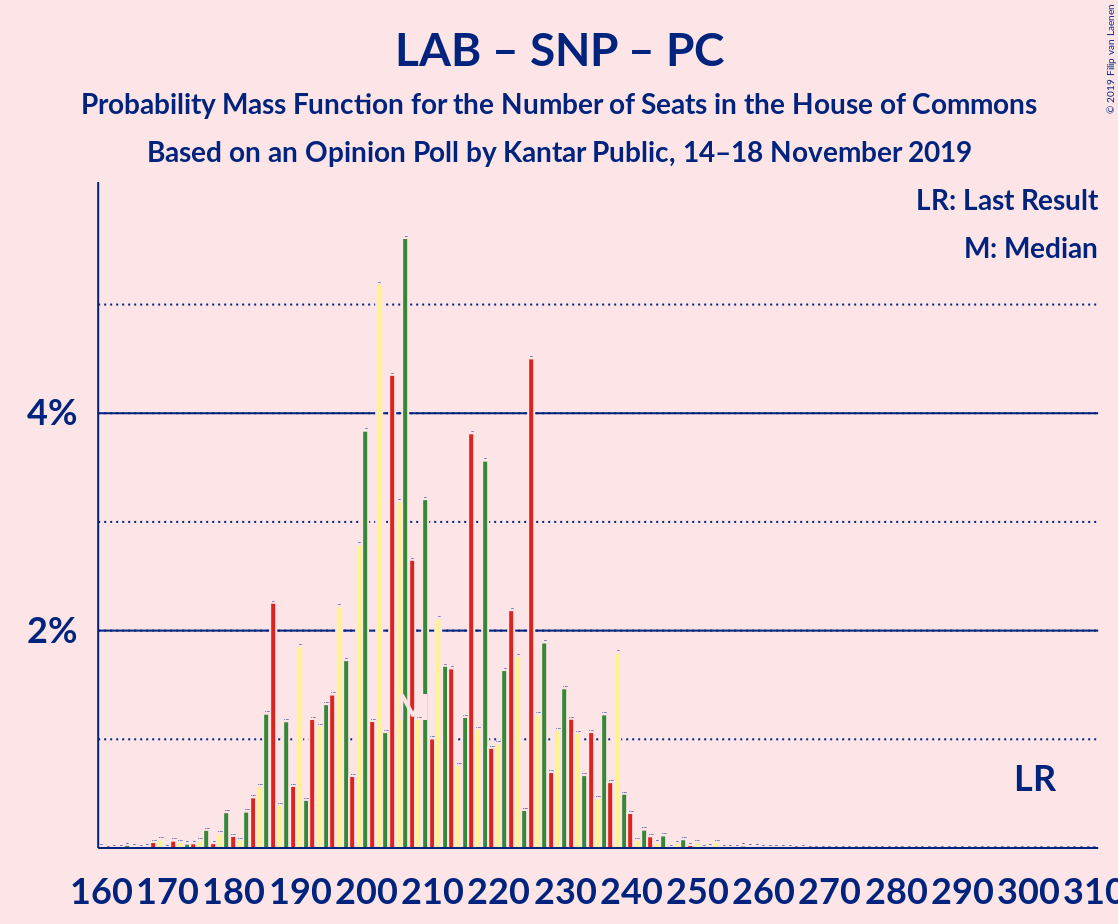 LAB – SNP – PC
Probability Mass Function for the Number of Seats in the House of Commons
Based on an Opinion Poll by Kantar Public, 14–18 November 2019
© 2019 Filip van Laenen
LR: Last Result
M: Median
4%
2%
M
LR
160 170 180 190 200 210 220 230 240 250 260 270 280 290 300 310